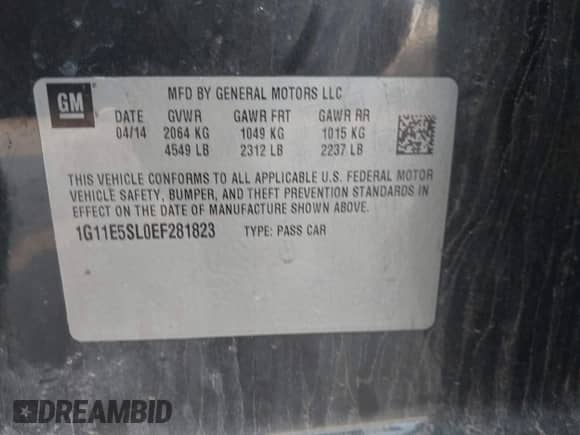 GM
MFD BY GENERAL MOTORS LLC
DATE GVWR GAWR FRT GAWR RR
04/14 2064 KG 1049 KG 1015 KG
4549 LB 2312 LB 2237 LB
THIS VEHICLE CONFORMS TO ALL APPLICABLE U.S. FEDERAL MOTOR
VEHICLE SAFETY, BUMPER, AND THEFT PREVENTION STANDARDS IN
EFFECT ON THE DATE OF MANUFACTURE SHOWN ABOVE.
1G11E5SL0EF281823 TYPE: PASS CAR
DREAMBID